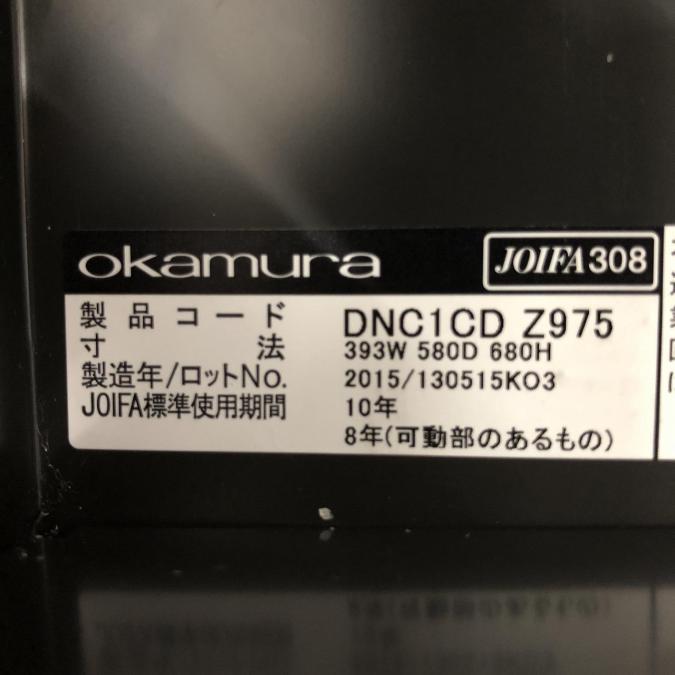 okamura JOIFA308
製品コード DNC1CD Z975
寸法 393W 580D 680H
製造年/ロットNo. 2015/130515KO3
JOIFA標準使用期間 10年
8年(可動部のあるもの)